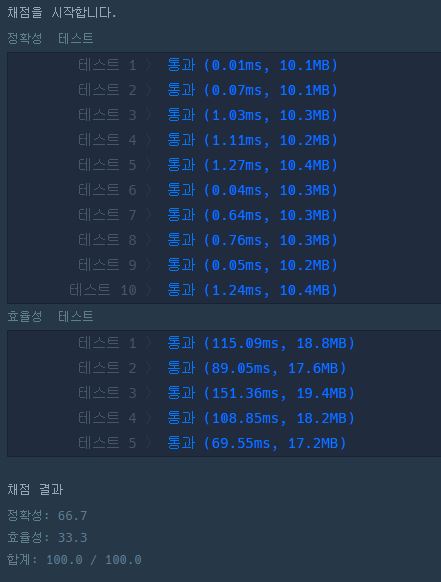 채점을 시작합니다.
정확성 테스트
테스트 1 〉 통과 (0.01ms, 10.1MB)
테스트 2 〉 통과 (0.07ms, 10.1MB)
테스트 3 〉 통과 (1.03ms, 10.3MB)
테스트 4 〉 통과 (1.11ms, 10.2MB)
테스트 5 〉 통과 (1.27ms, 10.4MB)
테스트 6 〉 통과 (0.04ms, 10.3MB)
테스트 7 〉 통과 (0.64ms, 10.3MB)
테스트 8 〉 통과 (0.76ms, 10.3MB)
테스트 9 〉 통과 (0.05ms, 10.2MB)
테스트 10 〉 통과 (1.24ms, 10.4MB)
효율성 테스트
테스트 1 〉 통과 (115.09ms, 18.8MB)
테스트 2 〉 통과 (89.05ms, 17.6MB)
테스트 3 〉 통과 (151.36ms, 19.4MB)
테스트 4 〉 통과 (108.85ms, 18.2MB)
테스트 5 〉 통과 (69.55ms, 17.2MB)
채점 결과
정확성: 66.7
효율성: 33.3
합계: 100.0 / 100.0